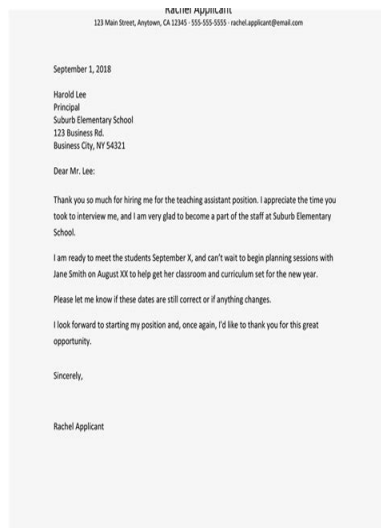 Rachel Applicant
123 Main Street, Anytown, CA 12345 · 555-555-5555 · rachel.applicant@email.com
September 1, 2018
Harold Lee
Principal
Suburb Elementary School
123 Business Rd.
Business City, NY 54321
Dear Mr. Lee:
Thank you so much for hiring me for the teaching assistant position. I appreciate the time you
took to interview me, and I am very glad to become a part of the staff at Suburb Elementary
School.
I am ready to meet the students September X, and can't wait to begin planning sessions with
Jane Smith on August XX to help get her classroom and curriculum set for the new year.
Please let me know if these dates are still correct or if anything changes.
I look forward to starting my position and, once again, I'd like to thank you for this great
opportunity.
Sincerely,
Rachel Applicant